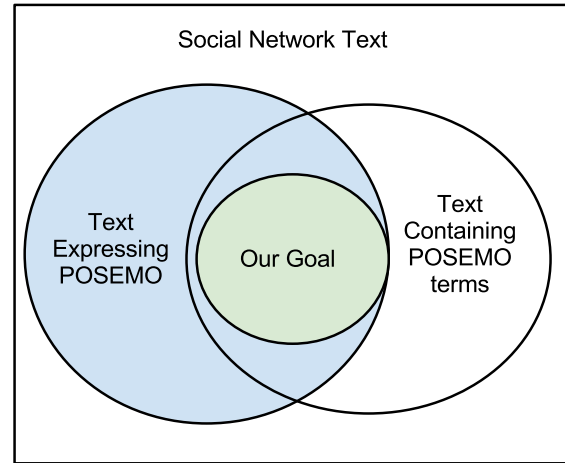 Social Network Text
Text
Expressing
POSEMO
Our Goal
Text
Containing
POSEMO
terms